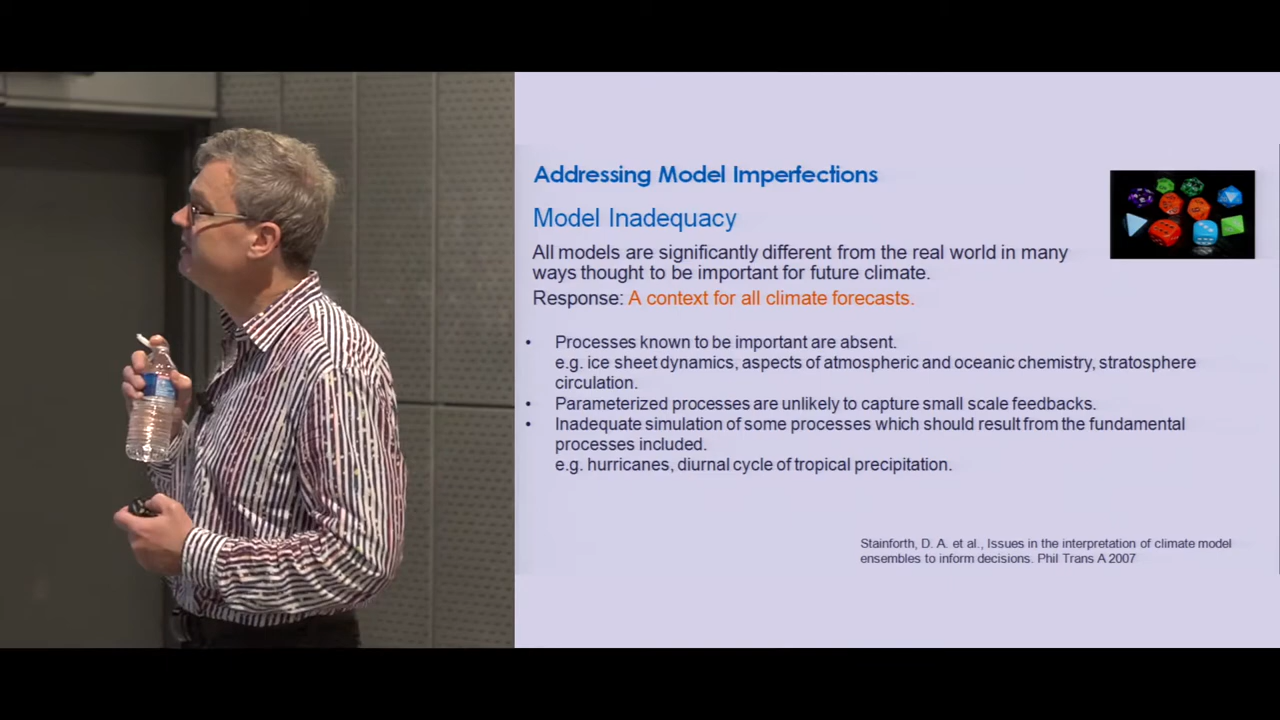 Addressing Model Imperfections
Model Inadequacy
All models are significantly different from the real world in many
ways thought to be important for future climate.
Response: A context for all climate forecasts.
• Processes known to be important are absent.
e.g. ice sheet dynamics, aspects of atmospheric and oceanic chemistry, stratosphere
circulation.
• Parameterized processes are unlikely to capture small scale feedbacks.
• Inadequate simulation of some processes which should result from the fundamental
processes included.
e.g. hurricanes, diurnal cycle of tropical precipitation.
Stainforth, D. A. et al., Issues in the interpretation of climate model
ensembles to inform decisions. Phil Trans A 2007